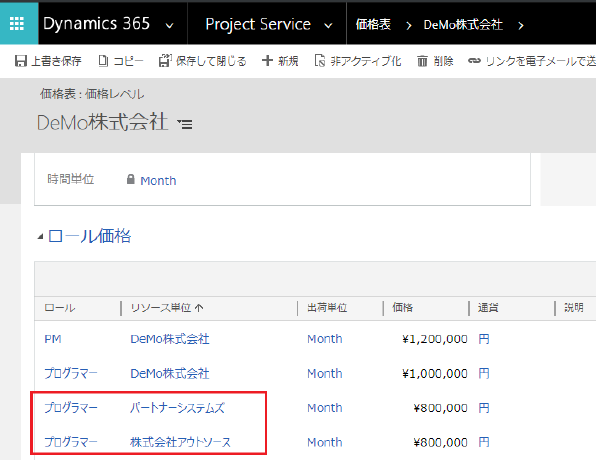 Dynamics 365 Project Service 価格表 DeMo株式会社
上書き保存 コピー 保存して閉じる 新規 非アクティブ化 削除 リンクを電子メールで送
価格表 : 価格レベル
DeMo株式会社
時間単位 Month
ロール価格
ロール リソース単位 出荷単位 価格 通貨 説明
PM DeMo株式会社 Month ¥1,200,000 円
プログラマー DeMo株式会社 Month ¥1,000,000 円
プログラマー パートナーシステムズ Month ¥800,000 円
プログラマー 株式会社アウトソース Month ¥800,000 円